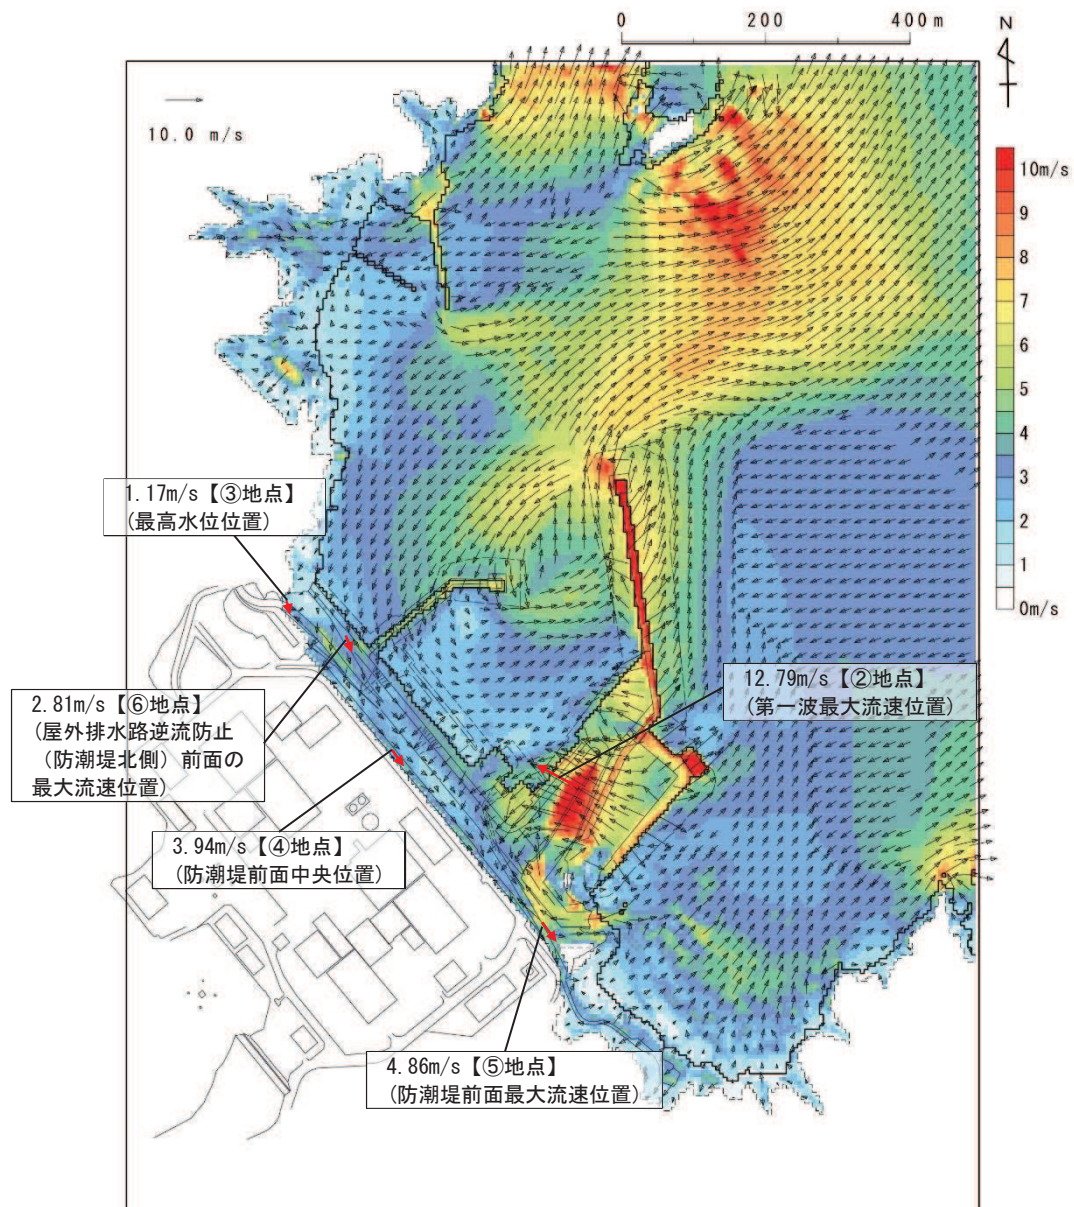 0 200 400 m
N
10.0 m/s
10m/s
9
8
7
6
5
4
3
2
1
0m/s
1.17m/s【③地点】
(最高水位位置)
12.79m/s【②地点】
(第一波最大流速位置)
2.81m/s【⑥地点】
(屋外排水路逆流防止
(防潮堤北側)前面の
最大流速位置)
3.94m/s【④地点】
(防潮堤前面中央位置)
4.86m/s【⑤地点】
(防潮堤前面最大流速位置)